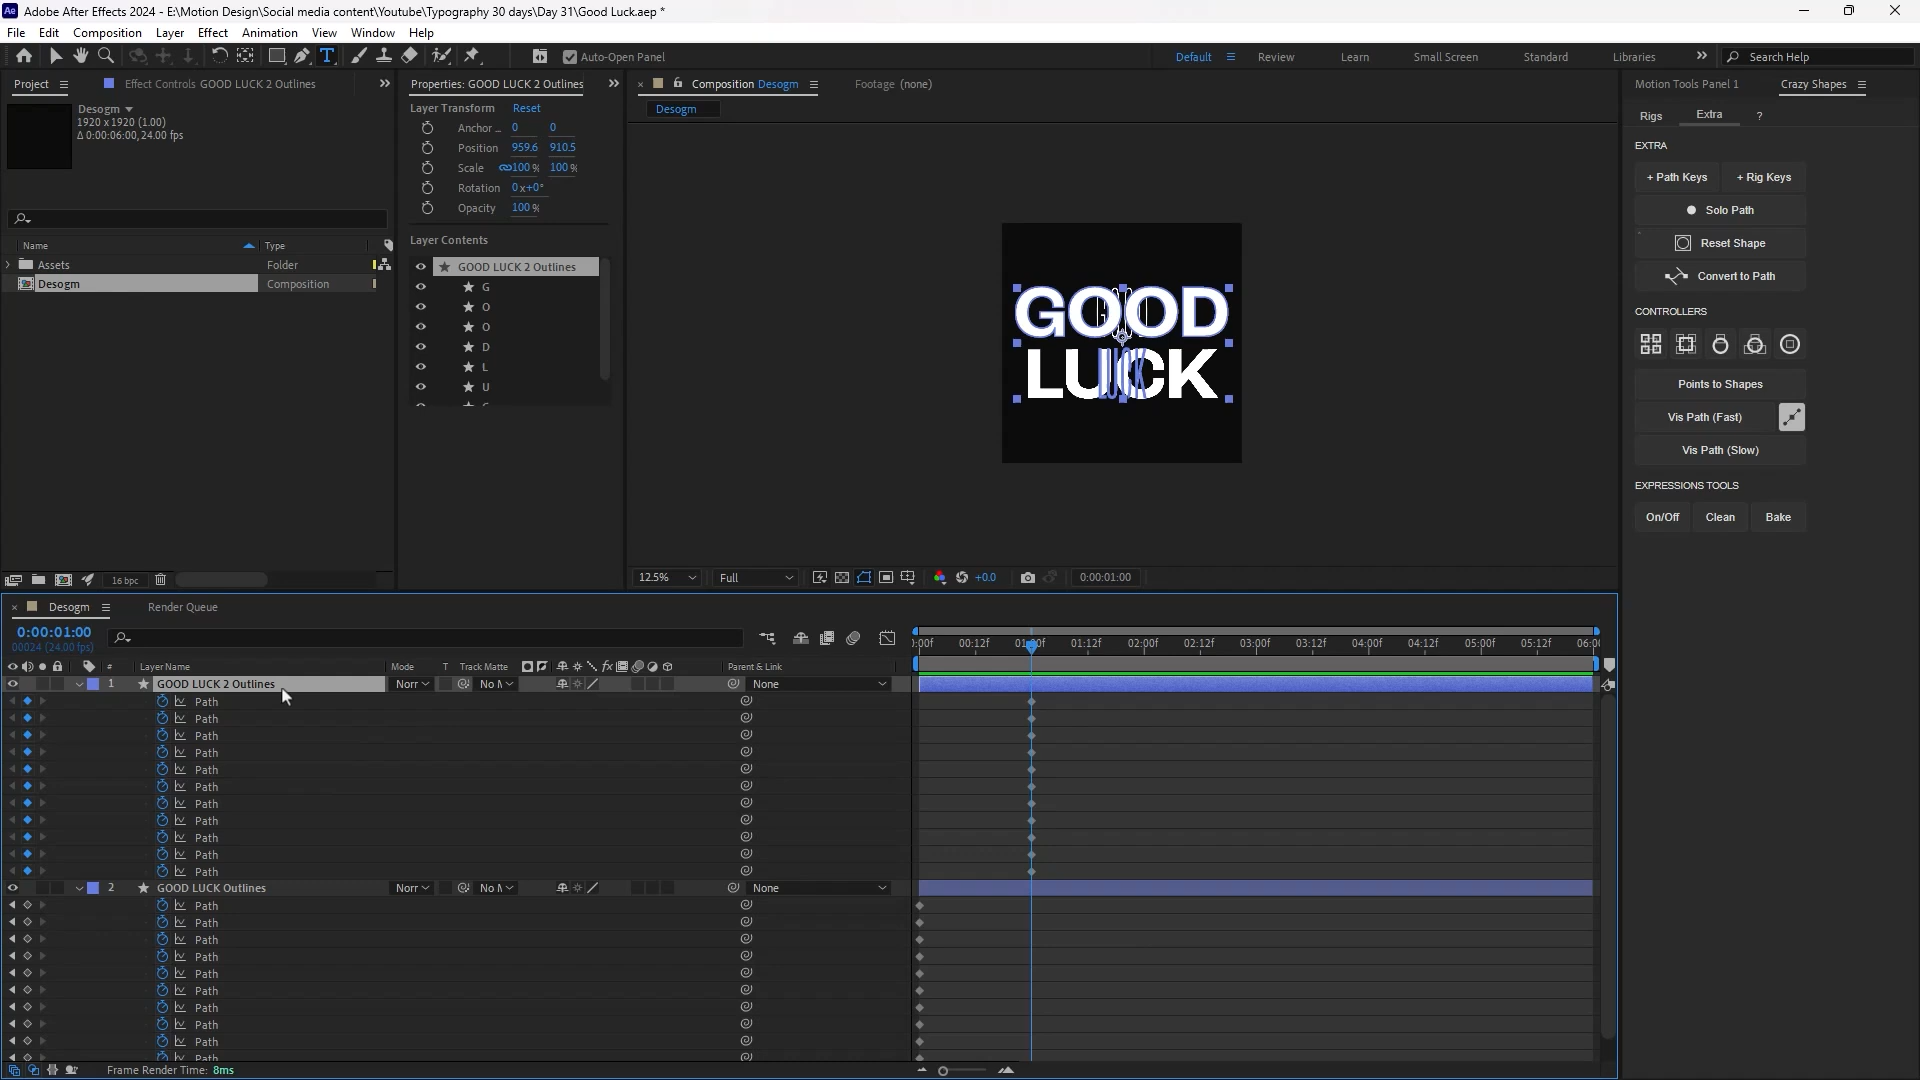 Adobe After Effects 2024 - E:\Motion Design\Social media content\Youtube\Typography 30 days\Day 31\Good Luck.aep *
File Edit Composition Layer Effect Animation View Window Help
Auto-Open Panel
Default Review Learn Small Screen Standard Libraries Search Help
Project Effect Controls GOOD LUCK 2 Outlines
Properties: GOOD LUCK 2 Outlines
Composition Desogm Footage (none)
Motion Tools Panel 1 Crazy Shapes
Desogm
1920 x 1920 (1.00)
Δ 0:00:06:00, 24.00 fps
Layer Transform Reset
Anchor .. 0 0
Position 959.6 910.5
Scale 100 % 100 %
Rotation 0x+0°
Opacity 100 %
Layer Contents
GOOD LUCK 2 Outlines
G
O
O
D
L
U
Desogm
GOOD
LUCK
LUCK
Rigs Extra ?
EXTRA
+ Path Keys + Rig Keys
Solo Path
Reset Shape
Convert to Path
CONTROLLERS
Points to Shapes
Vis Path (Fast)
Vis Path (Slow)
EXPRESSIONS TOOLS
On/Off Clean Bake
Name Type
Assets Folder
Desogm Composition
16 bpc
12.5% Full +0.0 0:00:01:00
Desogm Render Queue
0:00:01:00
00024 (24.00 fps)
:00f 00:12f 01:00f 01:12f 02:00f 02:12f 03:00f 03:12f 04:00f 04:12f 05:00f 05:12f 06:00
# Layer Name Mode T Track Matte Parent & Link
1 GOOD LUCK 2 Outlines Norr No M None
Path
Path
Path
Path
Path
Path
Path
Path
Path
Path
Path
2 GOOD LUCK Outlines Norr No M None
Path
Path
Path
Path
Path
Path
Path
Path
Path
Path
Frame Render Time: 8ms